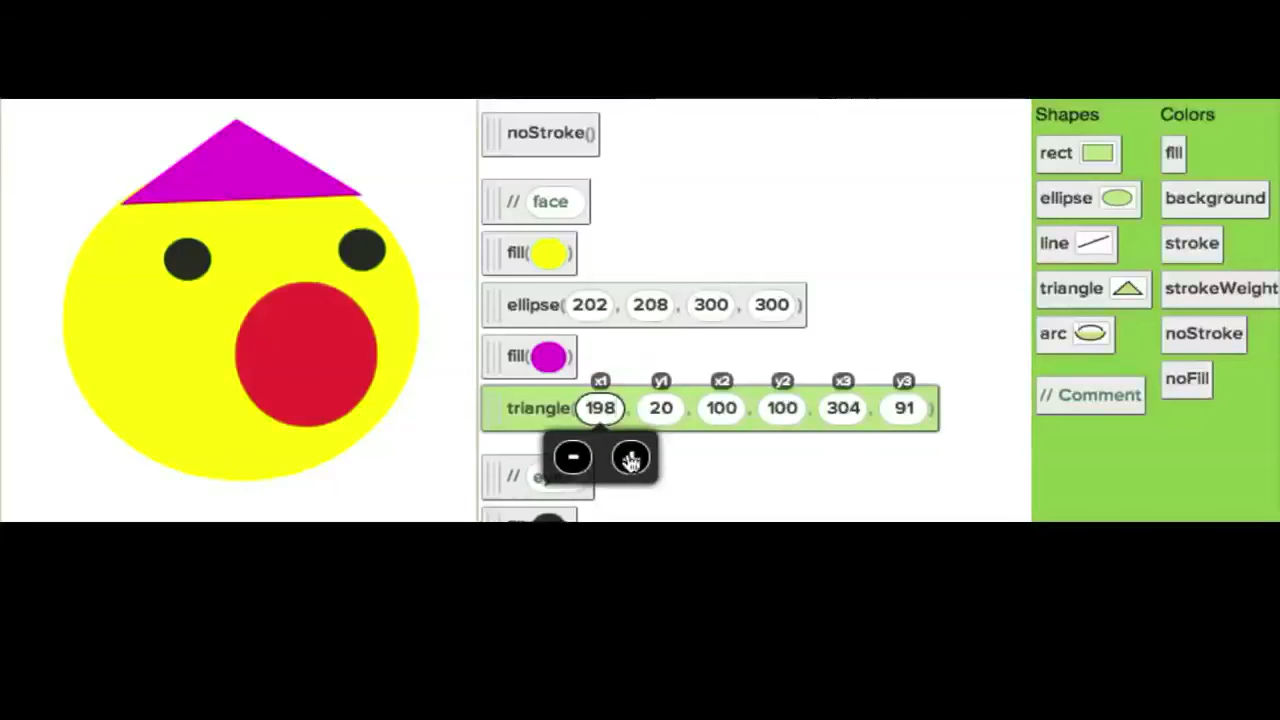 noStroke()
// face
fill( )
ellipse( 202 , 208 , 300 , 300 )
fill( )
x1 y1 x2 y2 x3 y3
triangle( 198 , 20 , 100 , 100 , 304 , 91 )
-
//
Shapes
rect
ellipse
line
triangle
arc
// Comment
Colors
fill
background
stroke
strokeWeight
noStroke
noFill